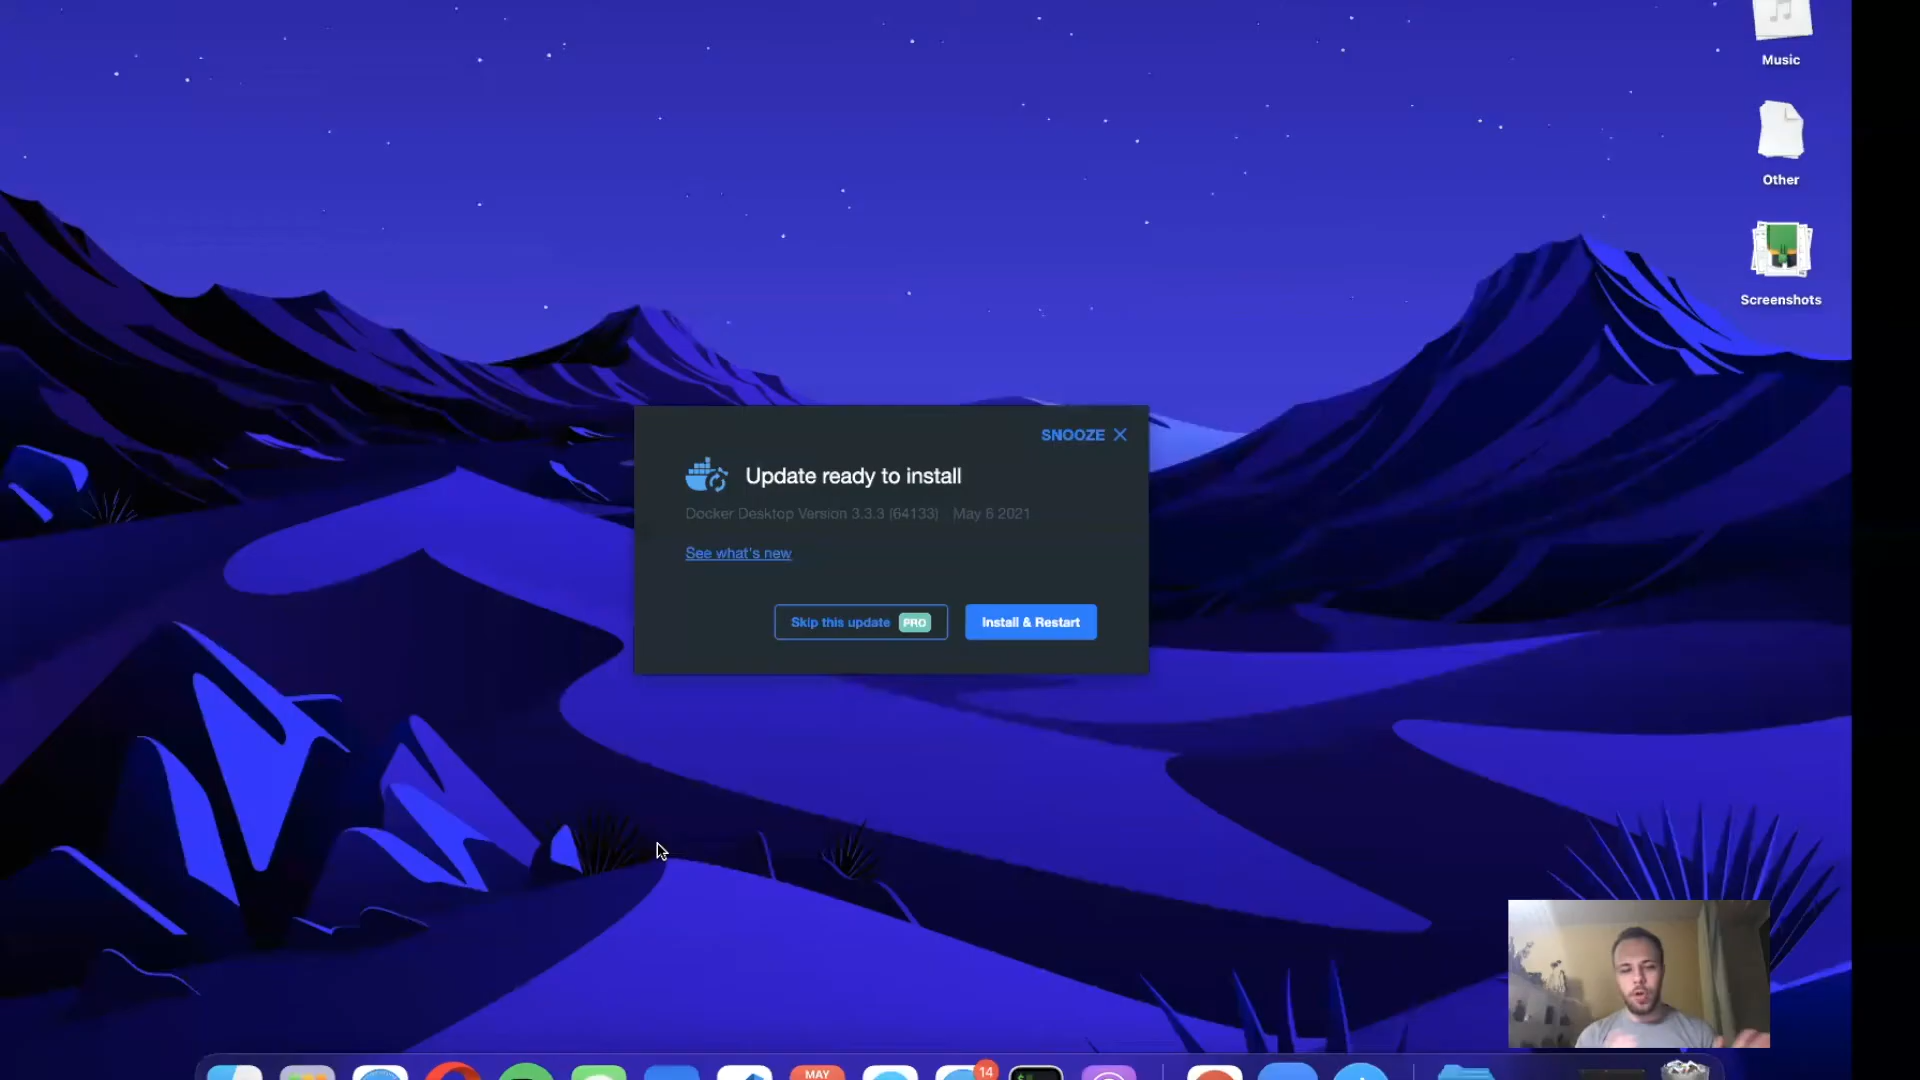 Music
Other
Screenshots
SNOOZE
Update ready to install
Docker Desktop Version 3.3.3 (64133) May 6 2021
See what's new
Skip this update PRO
Install & Restart
MAY
14